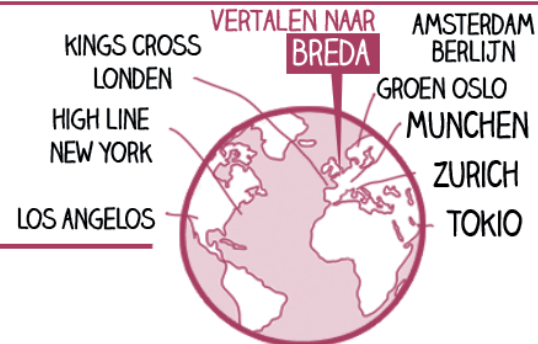 VERTALEN NAAR
BREDA
KINGS CROSS
LONDEN
HIGH LINE
NEW YORK
LOS ANGELOS
AMSTERDAM
BERLIJN
GROEN OSLO
MUNCHEN
ZURICH
TOKIO